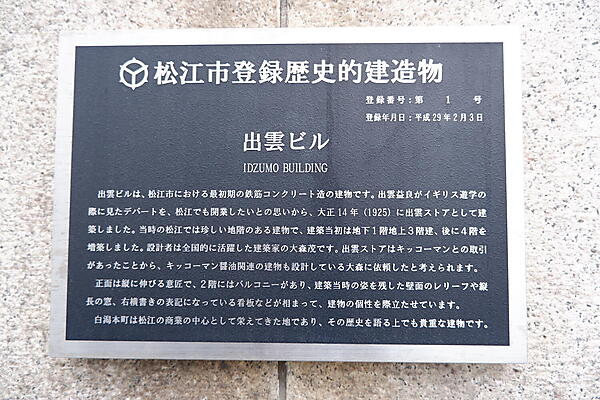 松江市登録歴史的建造物
登録番号：第 1 号
登録年月日：平成29年2月3日
出雲ビル
IDZUMO BUILDING
出雲ビルは、松江市における最初期の鉄筋コンクリート造の建物です。出雲益良がイギリス遊学の
際に見たデパートを、松江でも開業したいとの思いから、大正14年（1925）に出雲ストアとして建
築しました。当時の松江では珍しい地階のある建物で、建築当初は地下1階地上3階建、後に4階を
増築しました。設計者は全国的に活躍した建築家の大森茂です。出雲ストアはキッコーマンとの取引
があったことから、キッコーマン醤油関連の建物も設計している大森に依頼したと考えられます。
正面は縦に伸びる意匠で、2階にはバルコニーがあり、建築当時の姿を残した壁面のレリーフや縦
長の窓、右横書きの表記になっている看板などが相まって、建物の個性を際立たせています。
白潟本町は松江の商業の中心として栄えてきた地であり、その歴史を語る上でも貴重な建物です。